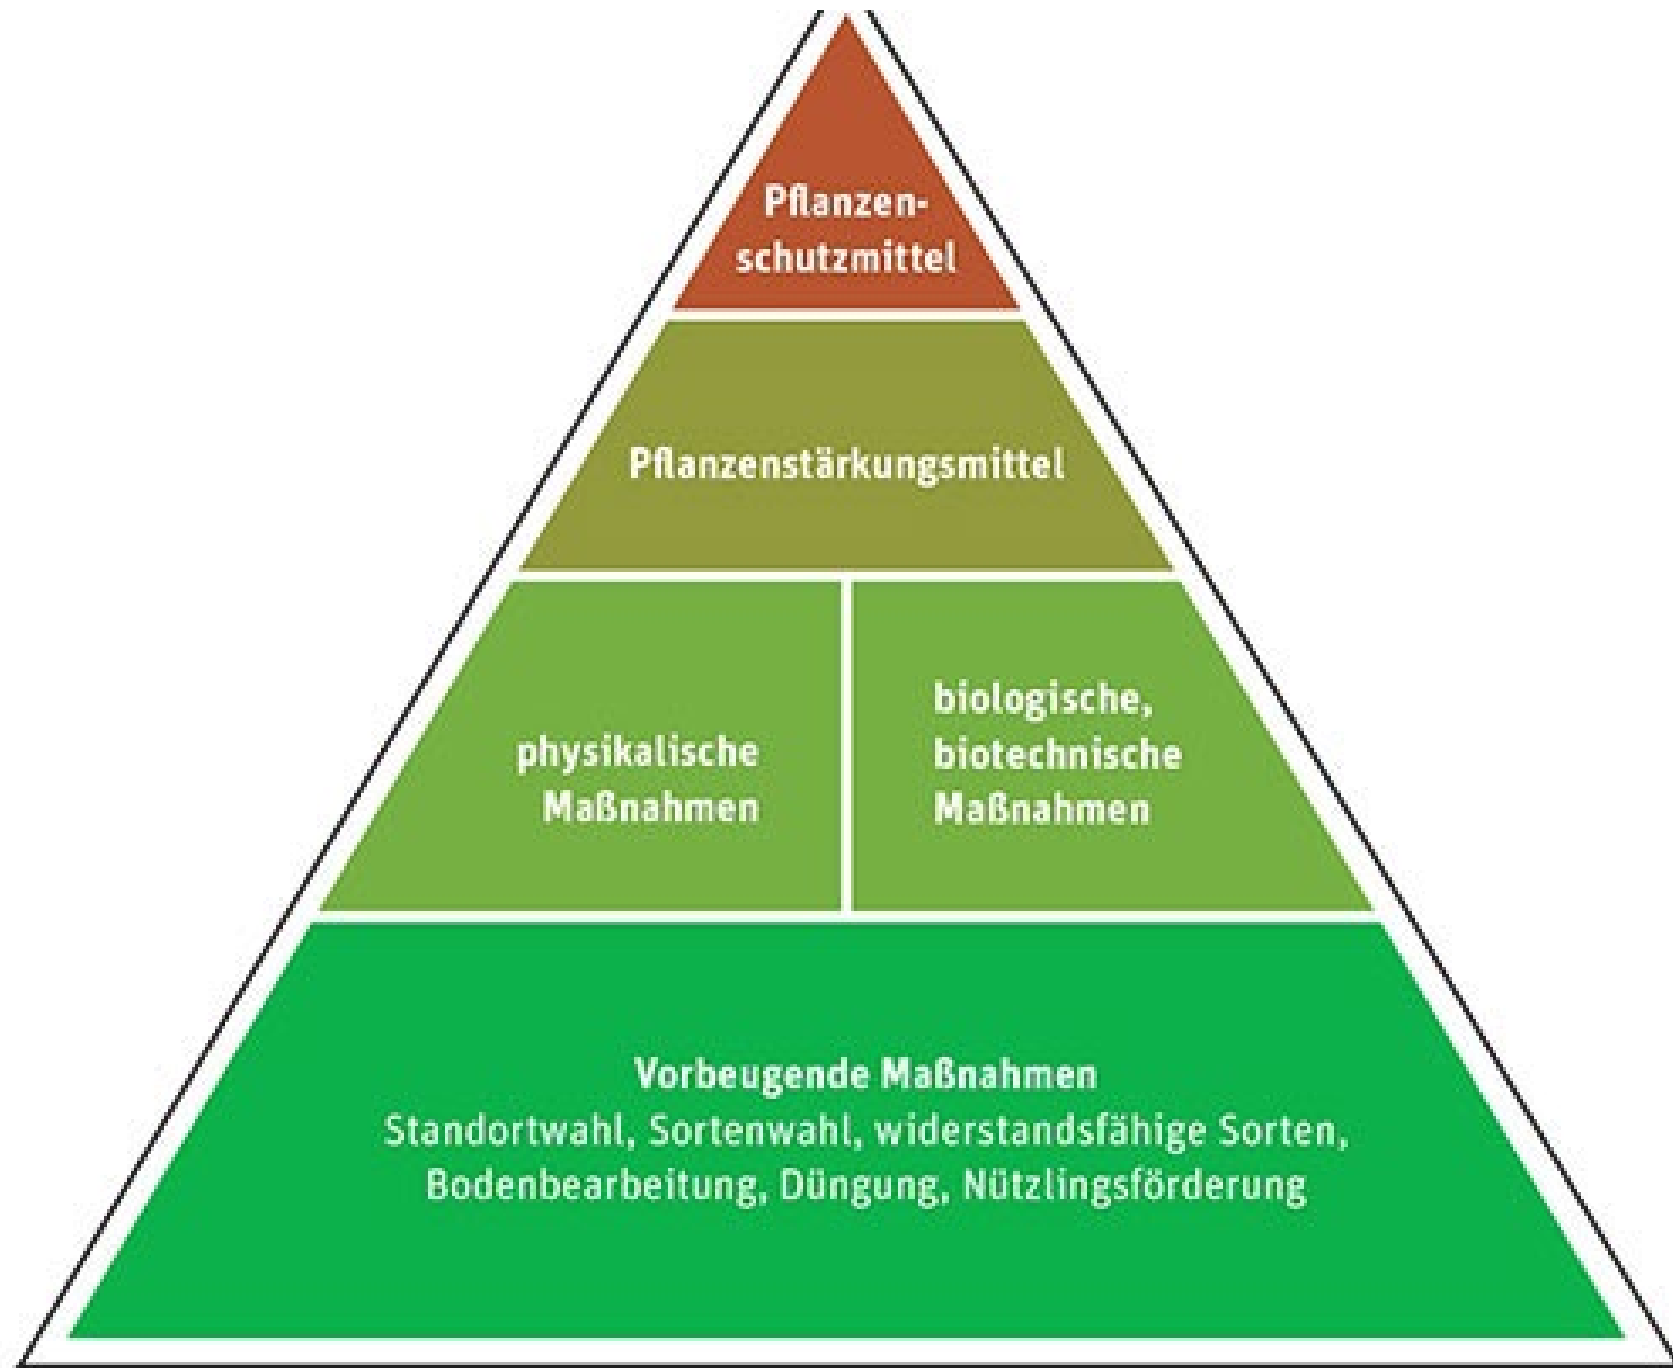 Pflanzen-
schutzmittel
Pflanzenstärkungsmittel
physikalische
Maßnahmen
biologische,
biotechnische
Maßnahmen
Vorbeugende Maßnahmen
Standortwahl, Sortenwahl, widerstandsfähige Sorten,
Bodenbearbeitung, Düngung, Nützlingsförderung